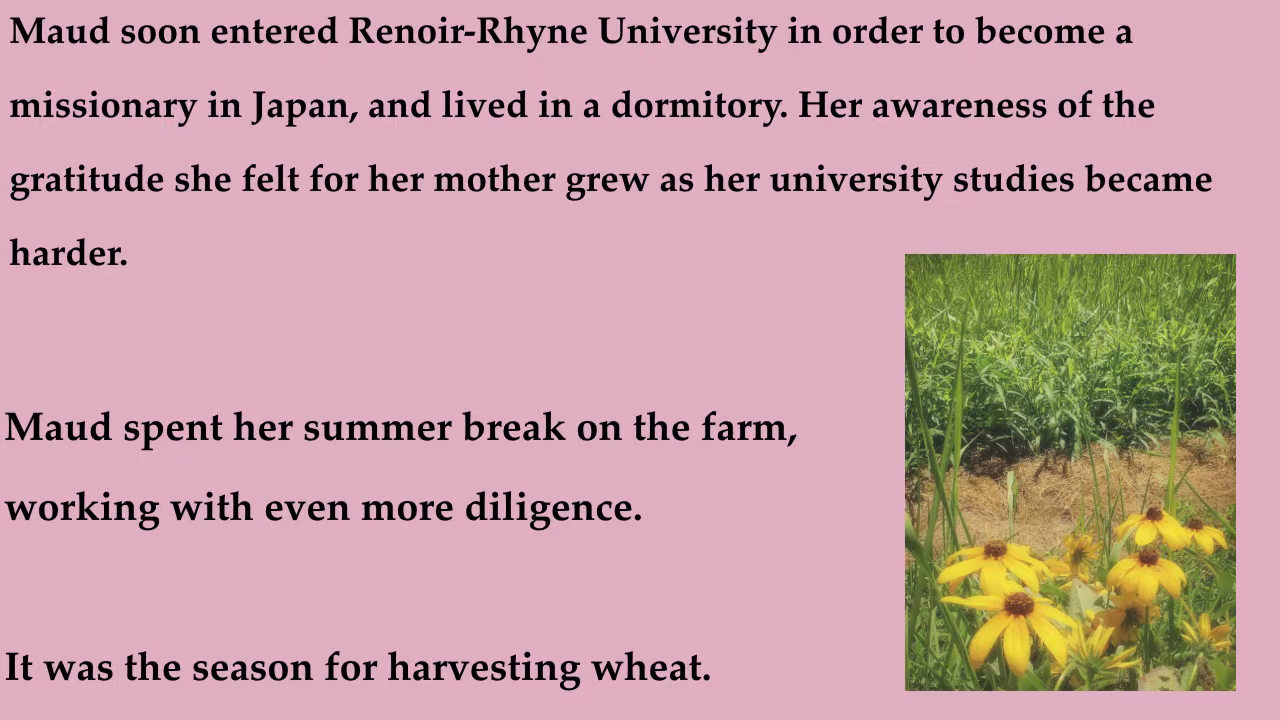 Maud soon entered Renoir-Rhyne University in order to become a
missionary in Japan, and lived in a dormitory. Her awareness of the
gratitude she felt for her mother grew as her university studies became
harder.
Maud spent her summer break on the farm,
working with even more diligence.
It was the season for harvesting wheat.